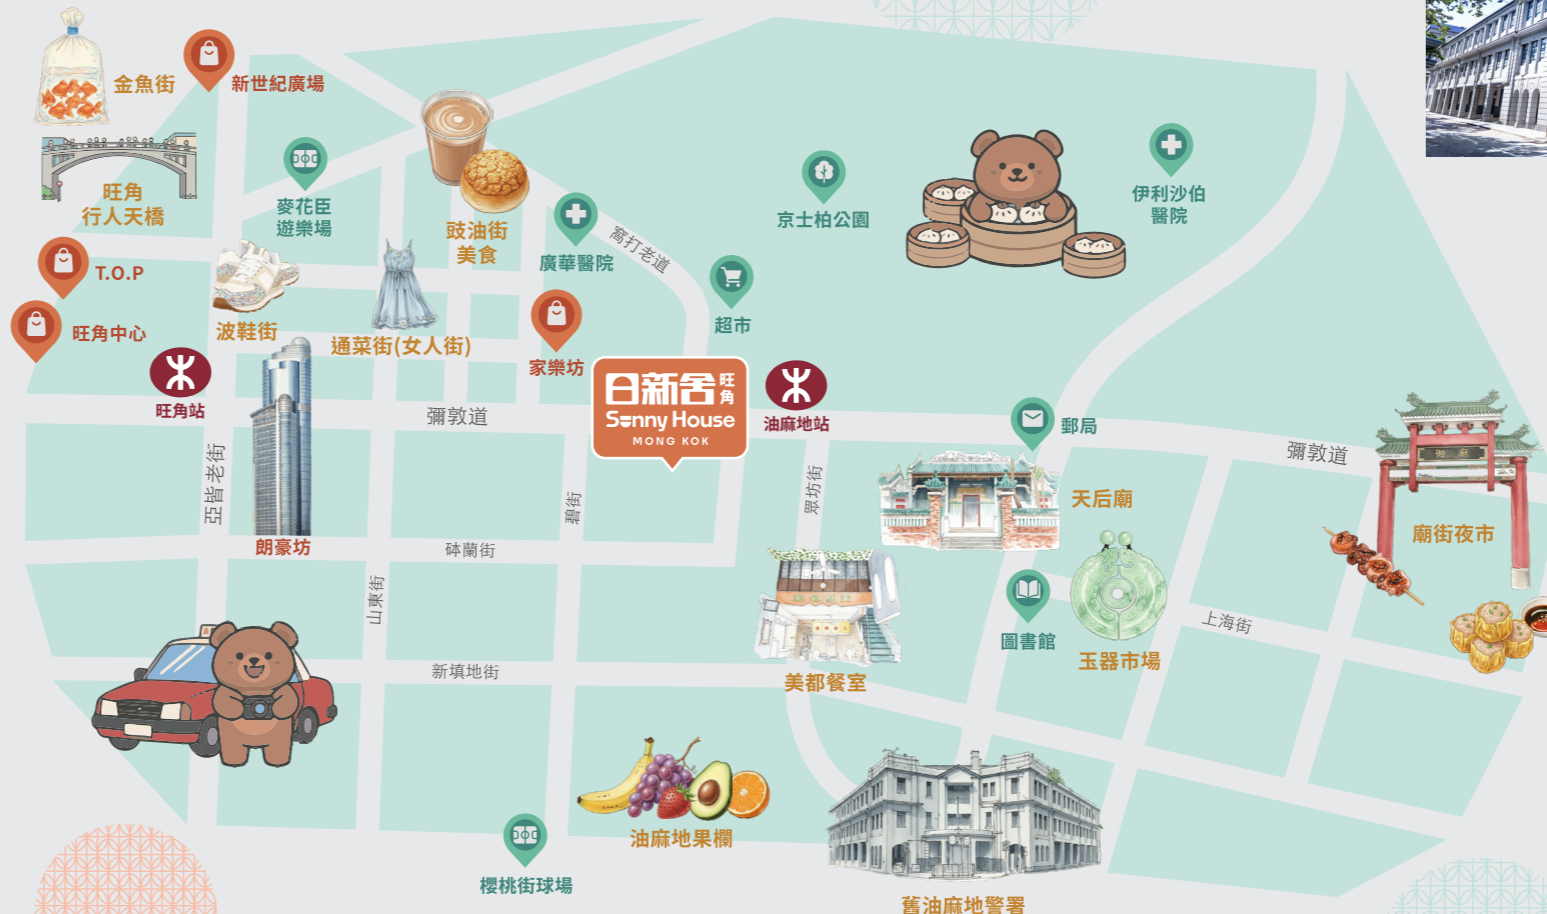 金魚街
新世紀廣場
旺角
行人天橋
麥花臣
遊樂場
豉油街
美食
廣華醫院
窩打老道
京士柏公園
伊利沙伯
醫院
T.O.P
旺角中心
波鞋街
通菜街(女人街)
家樂坊
超市
旺角站
彌敦道
日新舍 旺角
Sunny House
MONG KOK
油麻地站
郵局
彌敦道
亞皆老街
朗豪坊
砵蘭街
碧街
眾坊街
天后廟
廟街夜市
山東街
新填地街
美都餐室
圖書館
玉器市場
上海街
油麻地果欄
櫻桃街球場
舊油麻地警署